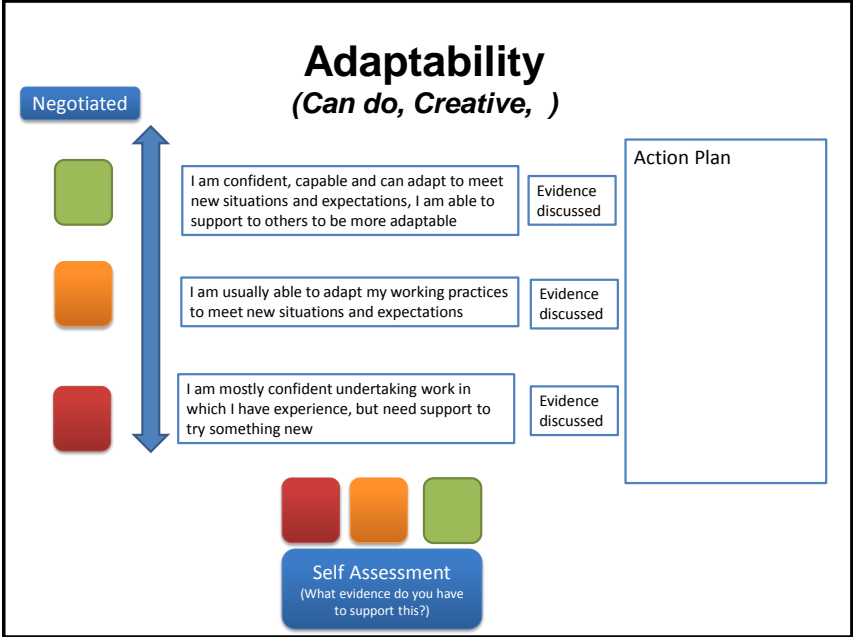 Adaptability
(Can do, Creative,  )
Negotiated
Action Plan
I am confident, capable and can adapt to meet
new situations and expectations, I am able to
support to others to be more adaptable
Evidence
discussed
I am usually able to adapt my working practices
to meet new situations and expectations
Evidence
discussed
I am mostly confident undertaking work in
which I have experience, but need support to
try something new
Evidence
discussed
Self Assessment
(What evidence do you have
to support this?)